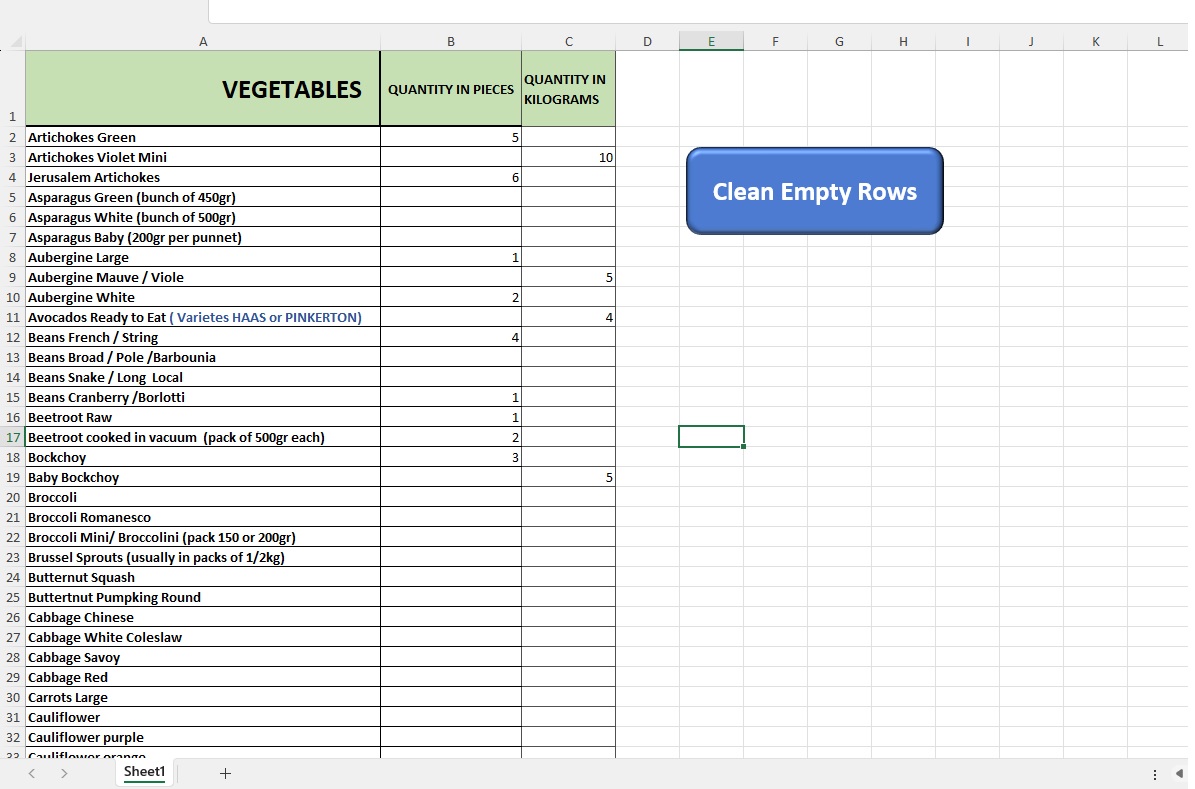 A B C D E F G H I J K L
1 VEGETABLES QUANTITY IN PIECES QUANTITY IN
KILOGRAMS
2 Artichokes Green 5
3 Artichokes Violet Mini 10
4 Jerusalem Artichokes 6
Clean Empty Rows
5 Asparagus Green (bunch of 450gr)
6 Asparagus White (bunch of 500gr)
7 Asparagus Baby (200gr per punnet)
8 Aubergine Large 1
9 Aubergine Mauve / Viole 5
10 Aubergine White 2
11 Avocados Ready to Eat ( Varietes HAAS or PINKERTON) 4
12 Beans French / String 4
13 Beans Broad / Pole /Barbounia
14 Beans Snake / Long Local
15 Beans Cranberry /Borlotti 1
16 Beetroot Raw 1
17 Beetroot cooked in vacuum (pack of 500gr each) 2
18 Bockchoy 3
19 Baby Bockchoy 5
20 Broccoli
21 Broccoli Romanesco
22 Broccoli Mini/ Broccolini (pack 150 or 200gr)
23 Brussel Sprouts (usually in packs of 1/2kg)
24 Butternut Squash
25 Buttertnut Pumpking Round
26 Cabbage Chinese
27 Cabbage White Coleslaw
28 Cabbage Savoy
29 Cabbage Red
30 Carrots Large
31 Cauliflower
32 Cauliflower purple
33 Cauliflower orange
Sheet1